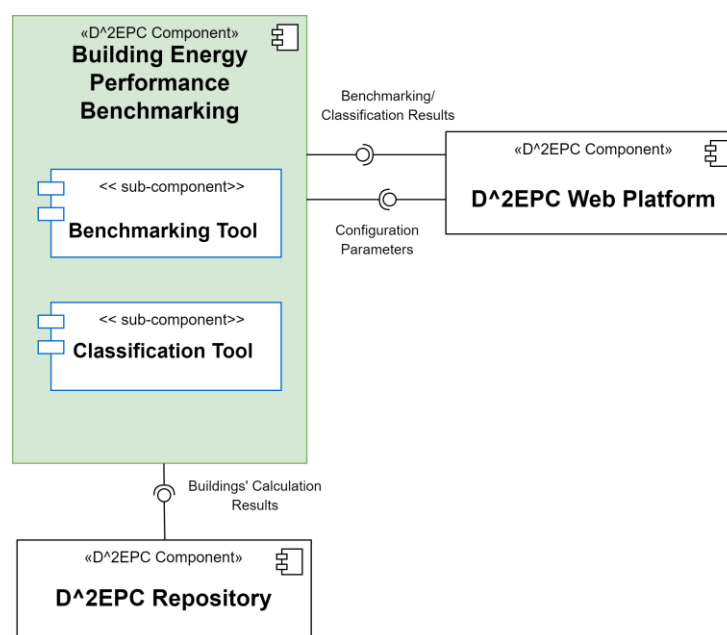 «D^2EPC Component»
Building Energy
Performance
Benchmarking
<< sub-component>>
Benchmarking Tool
<< sub-component>>
Classification Tool
Benchmarking/
Classification Results
Configuration
Parameters
«D^2EPC Component»
D^2EPC Web Platform
Buildings' Calculation
Results
«D^2EPC Component»
D^2EPC Repository